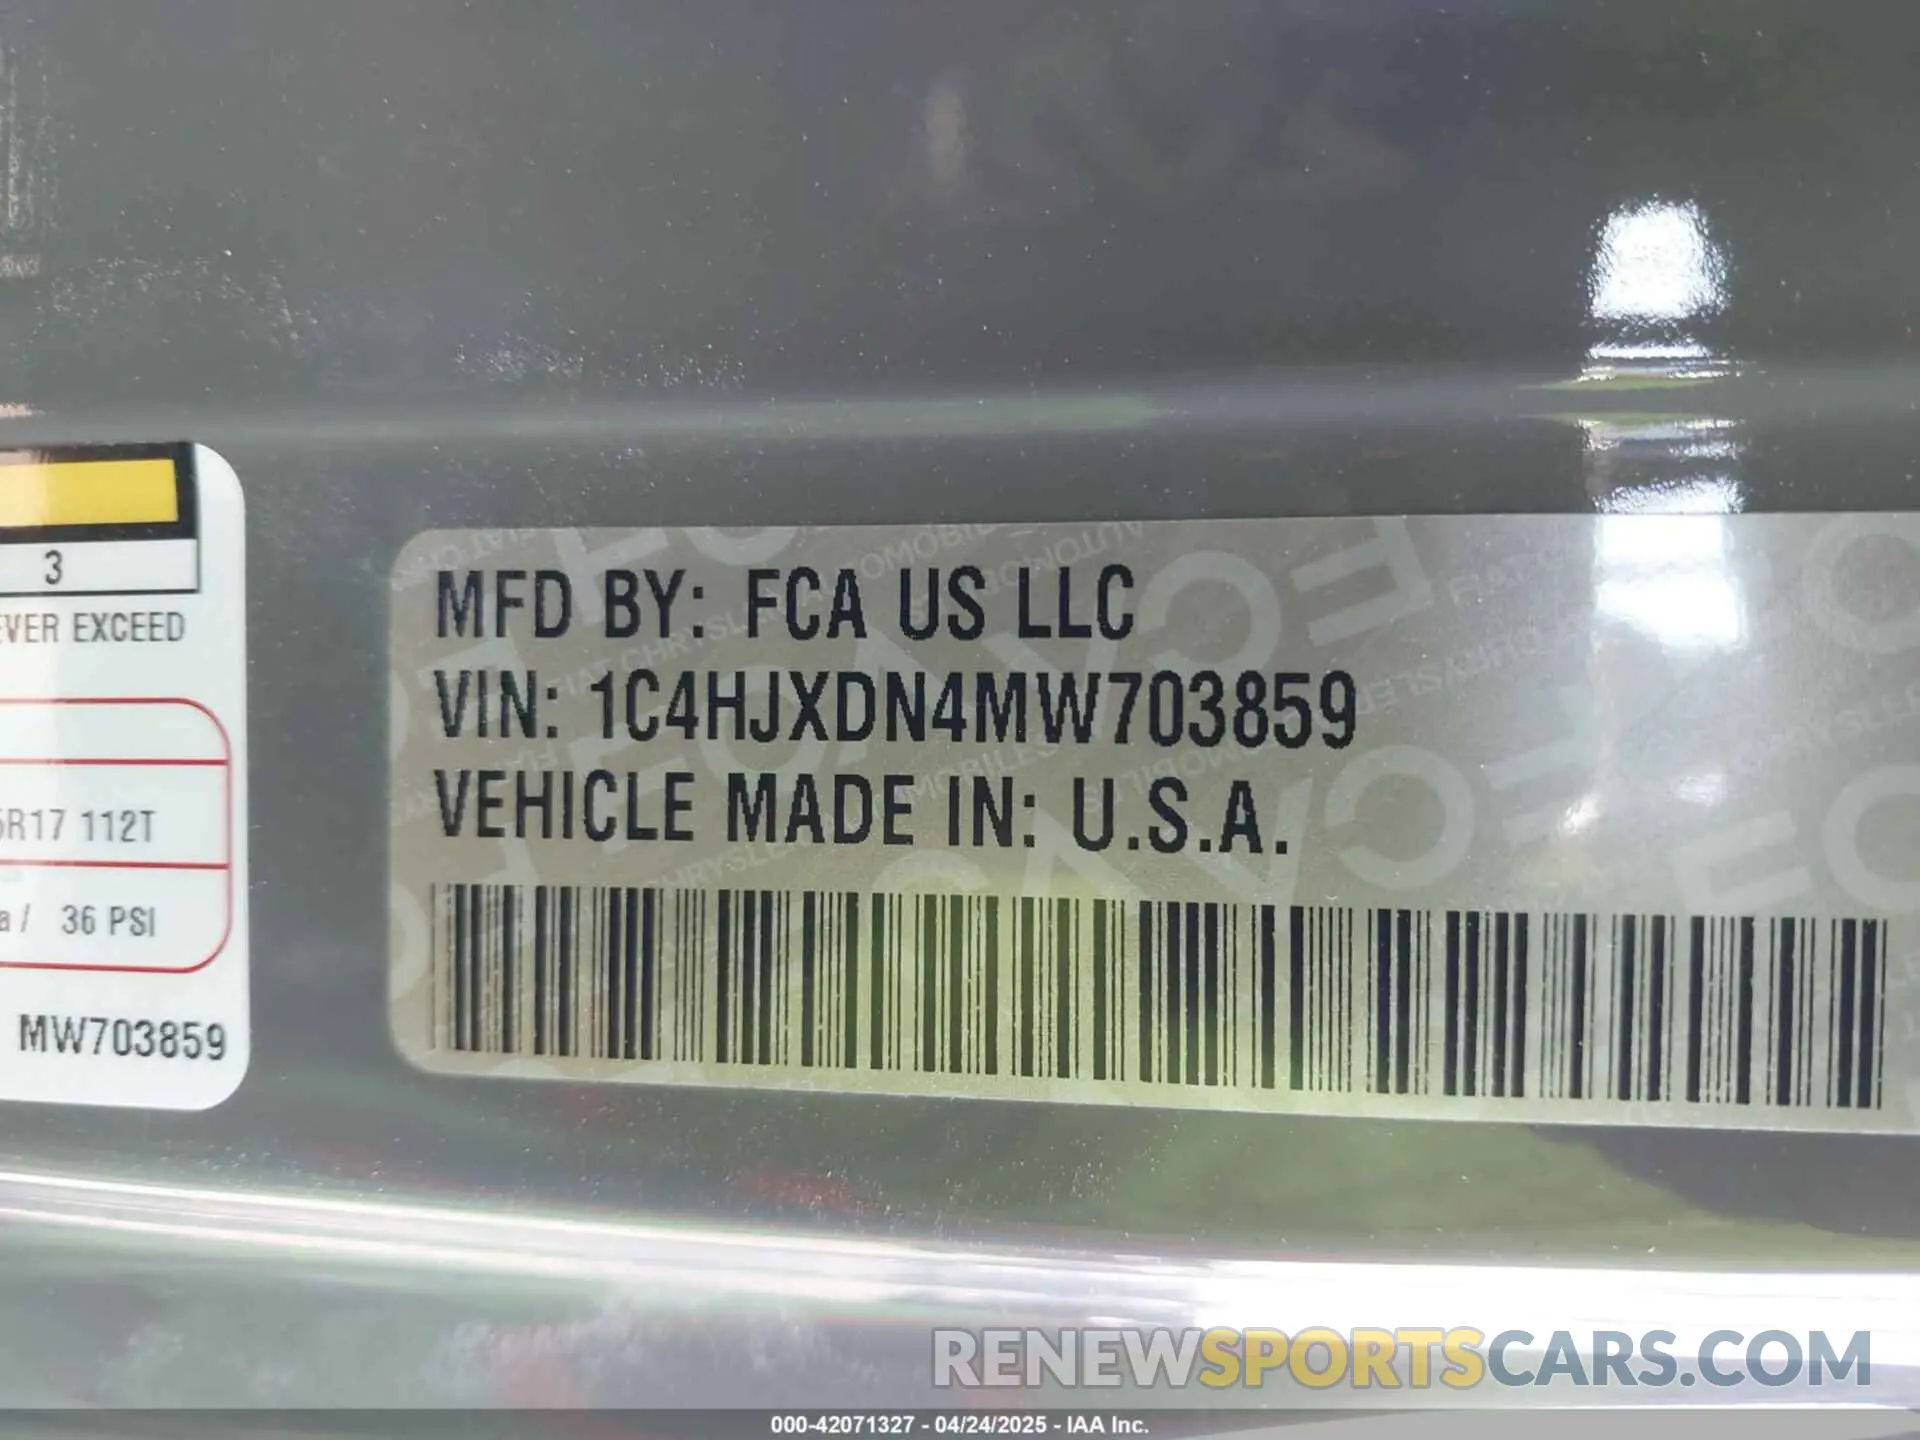 3
EVER EXCEED
5R17 112T
a / 36 PSI
MW703859
MFD BY: FCA US LLC
VIN: 1C4HJXDN4MW703859
VEHICLE MADE IN: U.S.A.
RENEWSPORTSCARS.COM
000-42071327 - 04/24/2025 - IAA Inc.